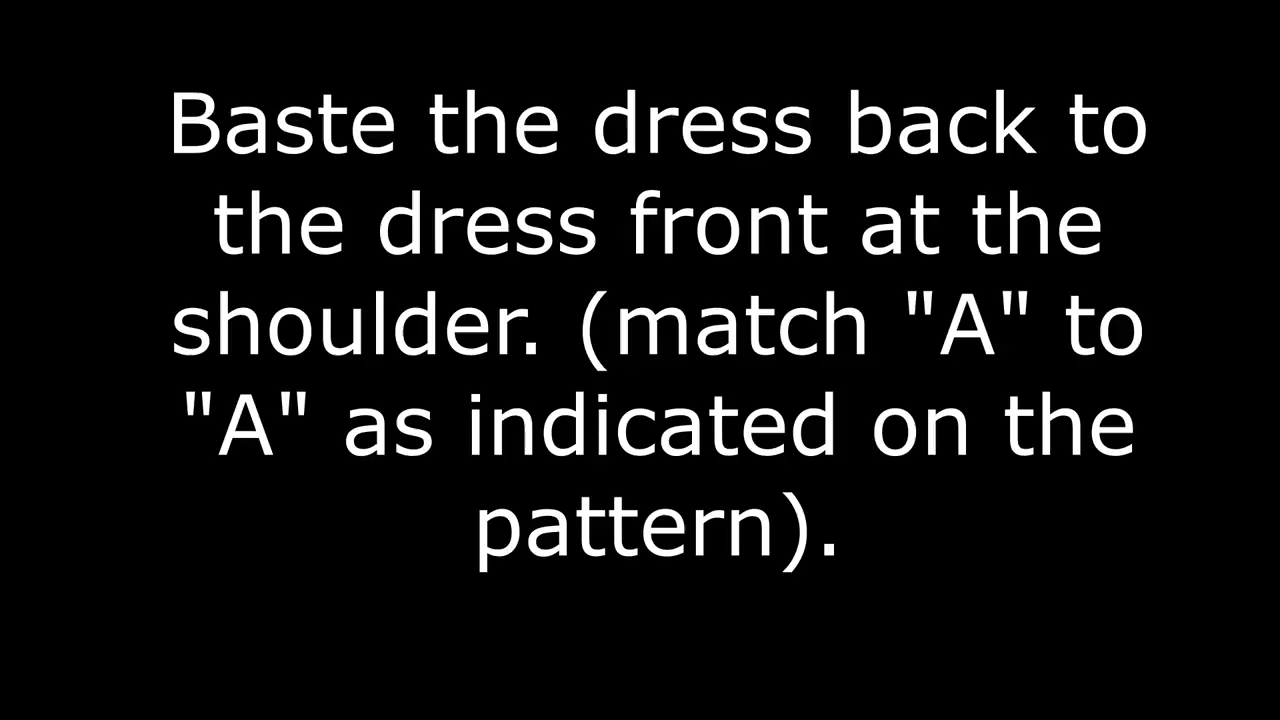 Baste the dress back to
the dress front at the
shoulder. (match "A" to
"A" as indicated on the
pattern).